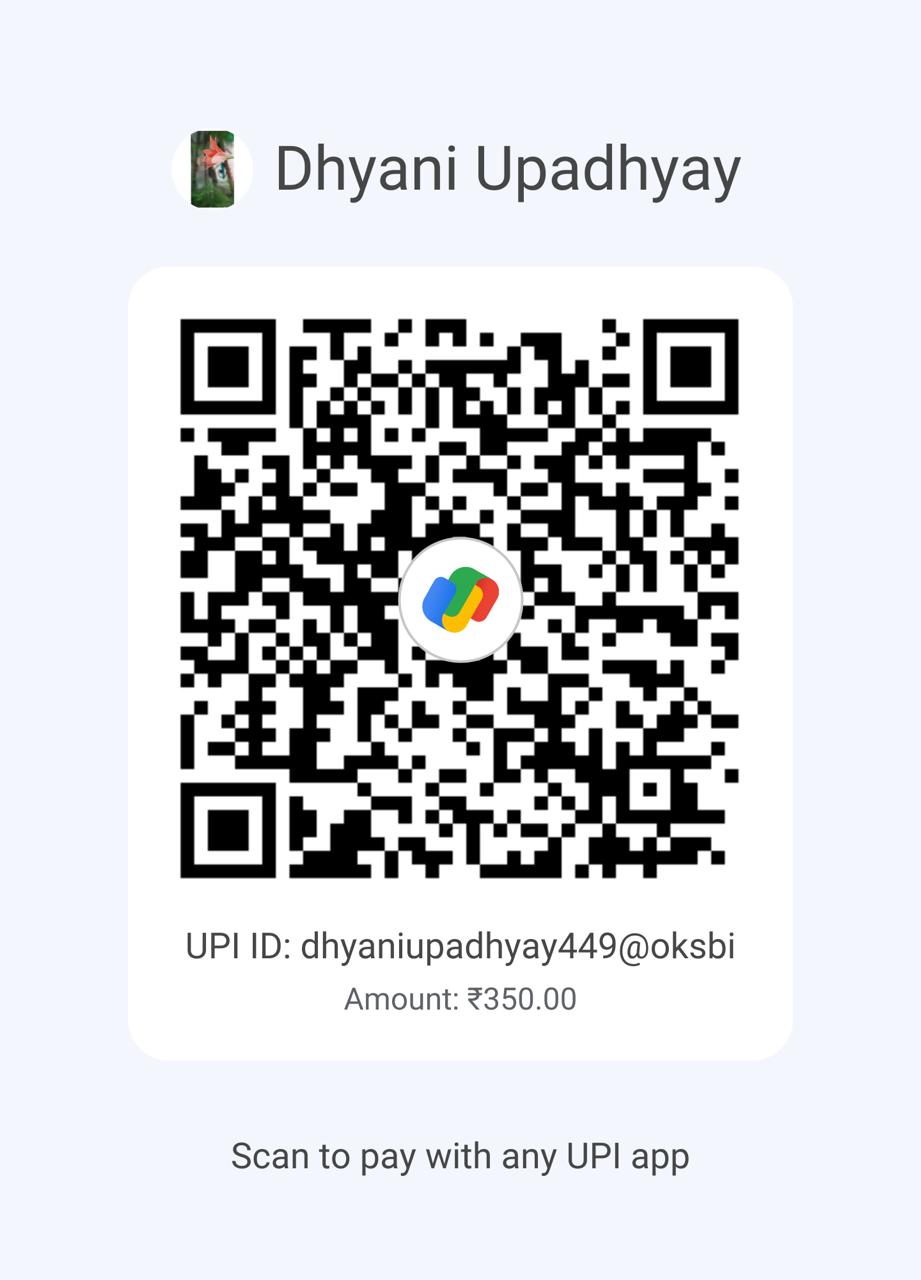 Dhyani Upadhyay
UPI ID: dhyaniupadhyay449@oksbi
Amount: ₹350.00
Scan to pay with any UPI app